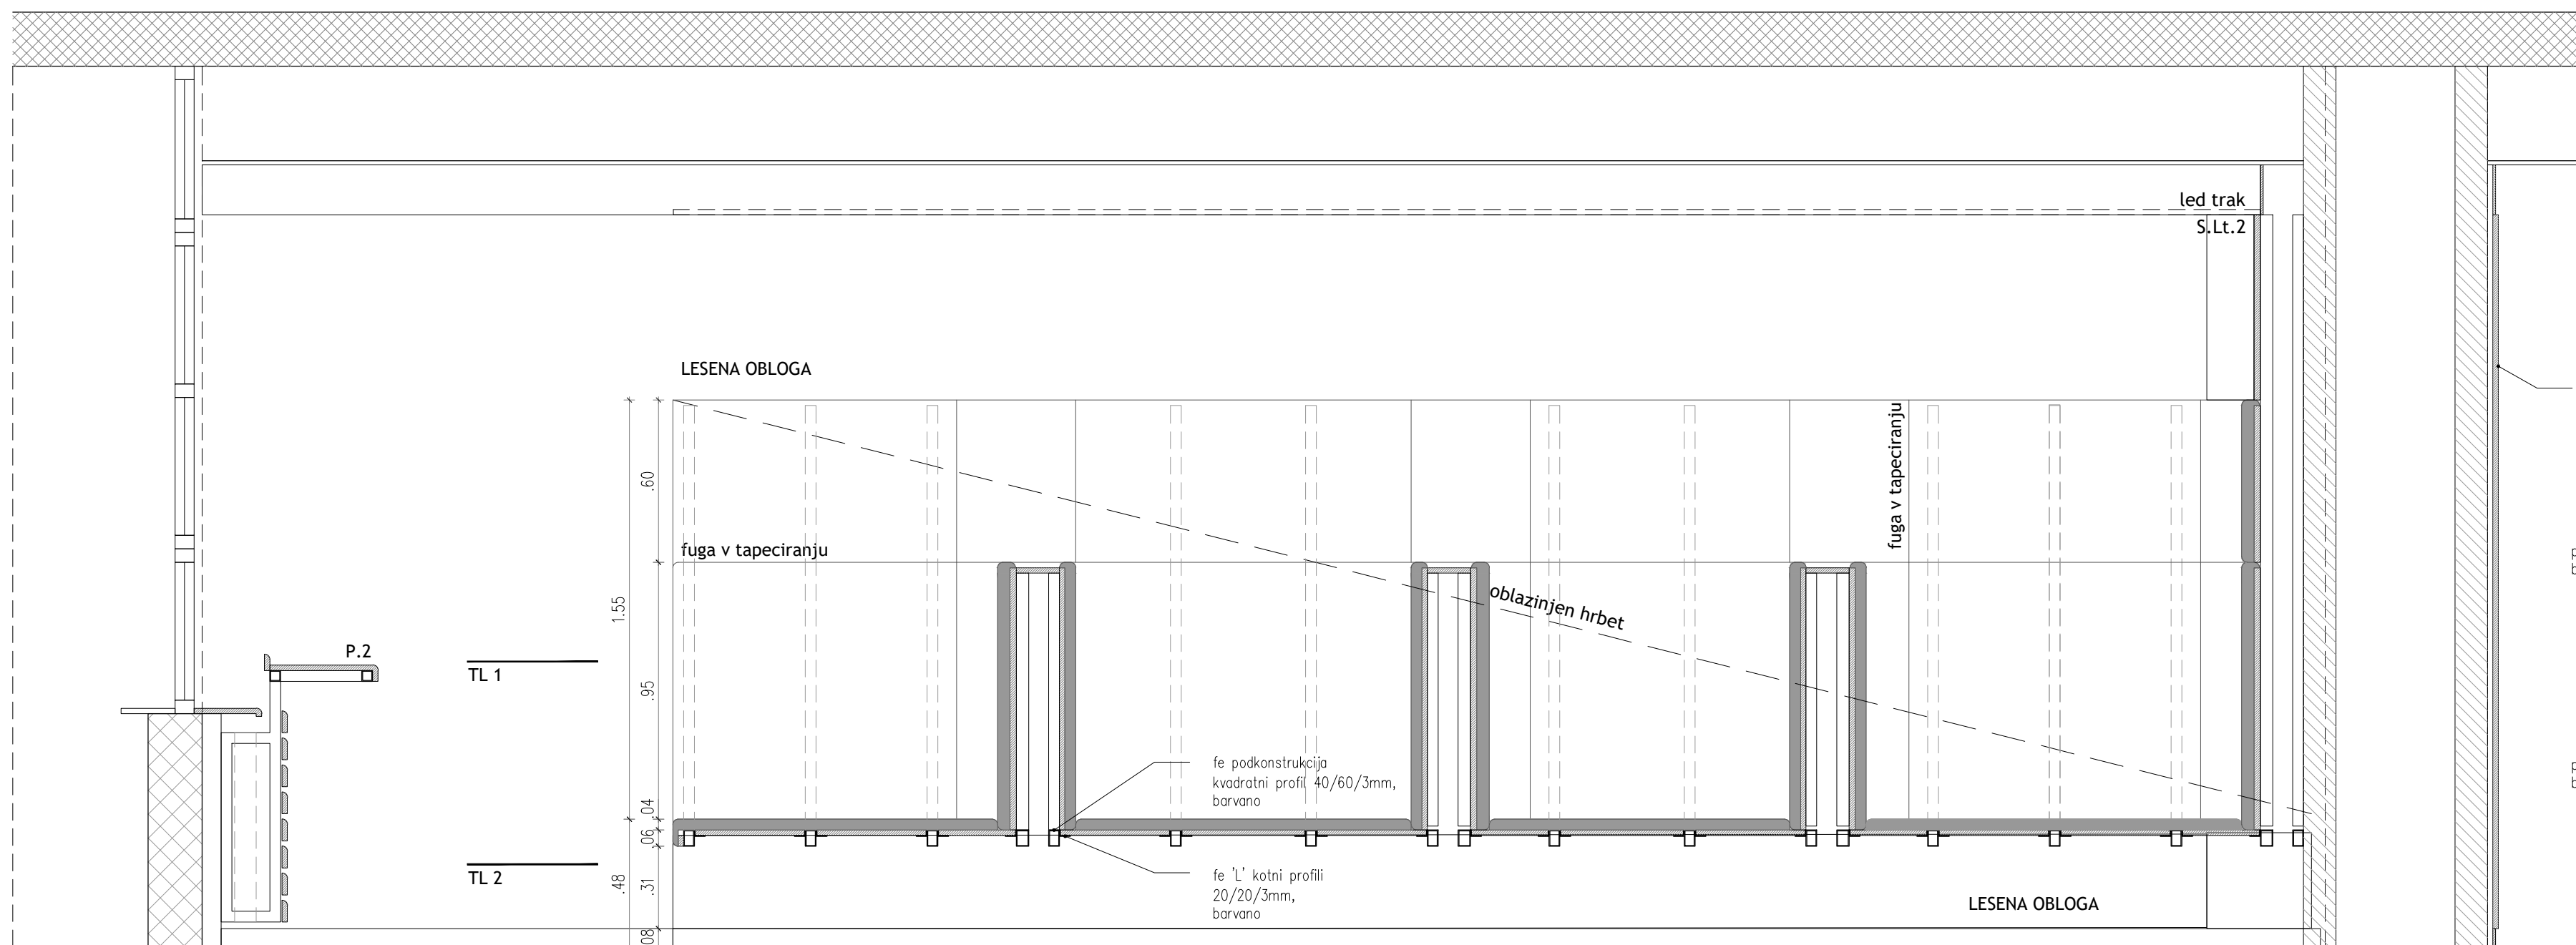 led trak
S.Lt.2
LESENA OBLOGA
fuga v tapeciranju
.60
fuga v tapeciranju
1.55
oblazinjen hrbet
P.2
TL 1
.95
fe podkonstrukcija
kvadratni profil 40/60/3mm,
barvano
.04
.06
TL 2
.48
.31
fe 'L' kotni profili
20/20/3mm,
barvano
LESENA OBLOGA
.08